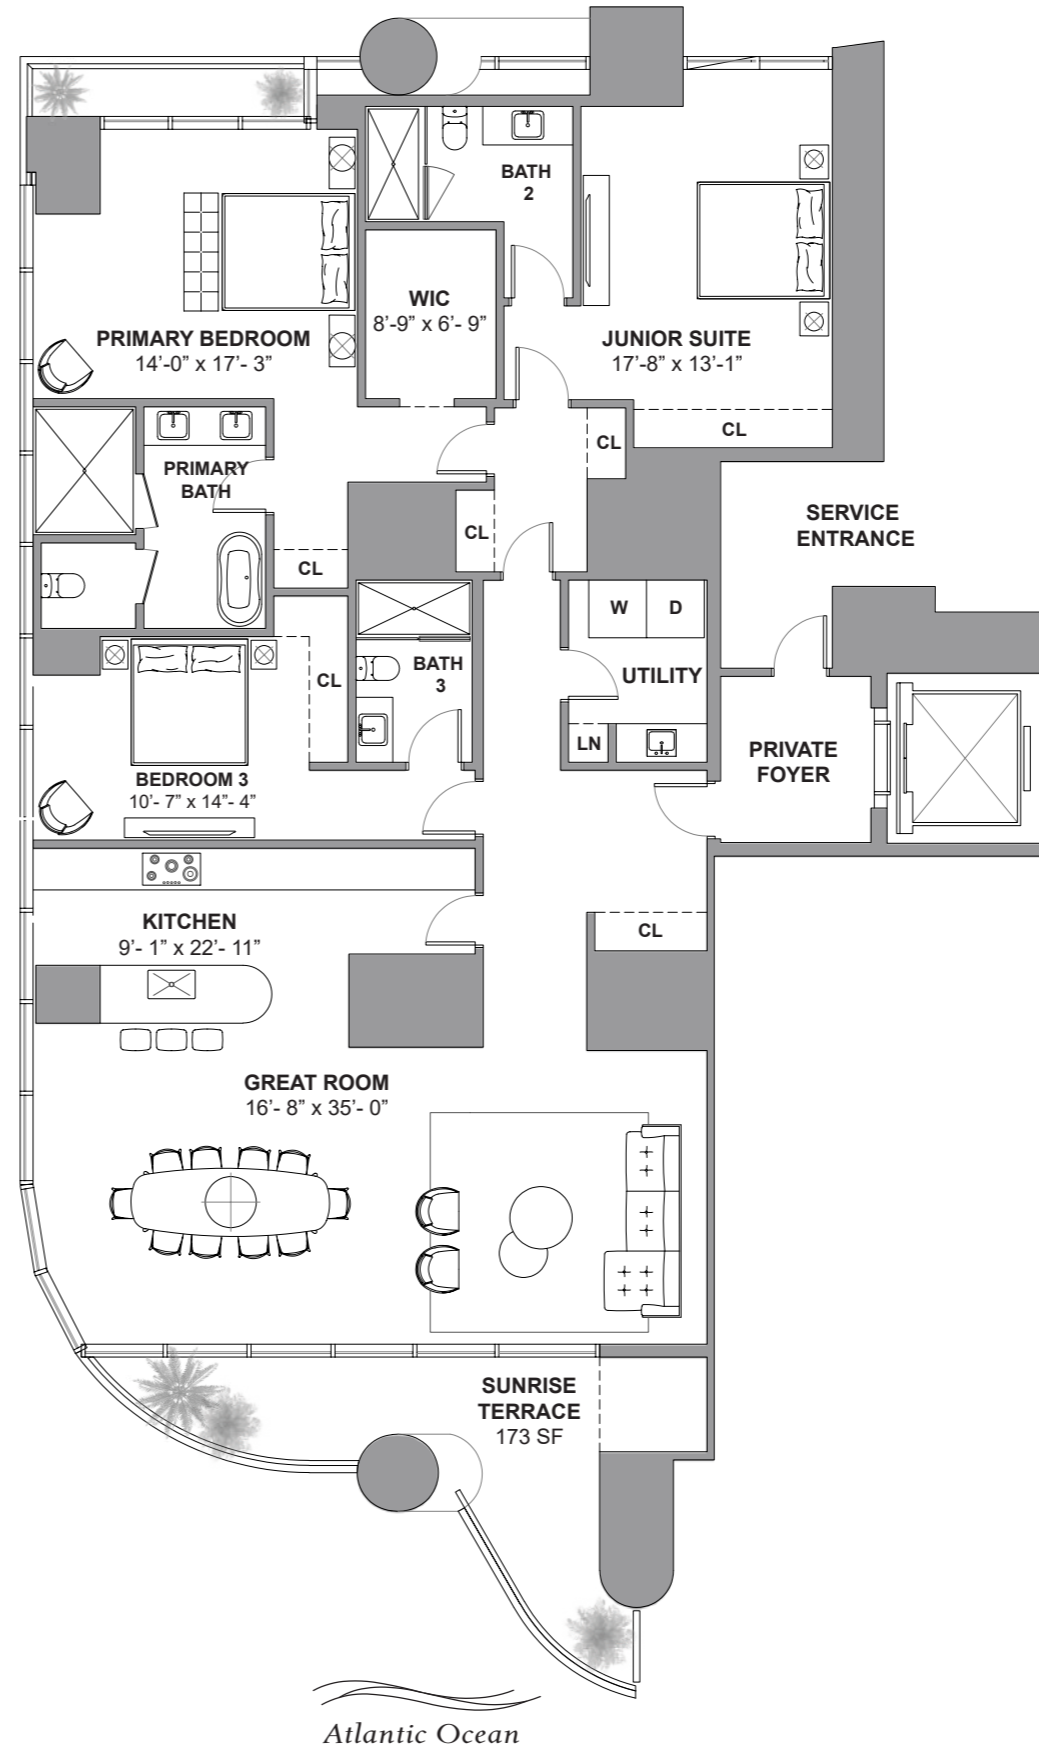 BATH
2
WIC
8’-9” x 6’- 9”
PRIMARY BEDROOM
14’-0” x 17’- 3”
JUNIOR SUITE
17’-8” x 13’-1”
CL
CL
PRIMARY
BATH
CL
CL
SERVICE
ENTRANCE
W
D
BATH
3
UTILITY
CL
LN
PRIVATE
FOYER
BEDROOM 3
10’- 7” x 14”- 4”
KITCHEN
9’- 1” x 22’- 11”
CL
GREAT ROOM
16’- 8” x 35’- 0”
SUNRISE
TERRACE
173 SF
Atlantic Ocean